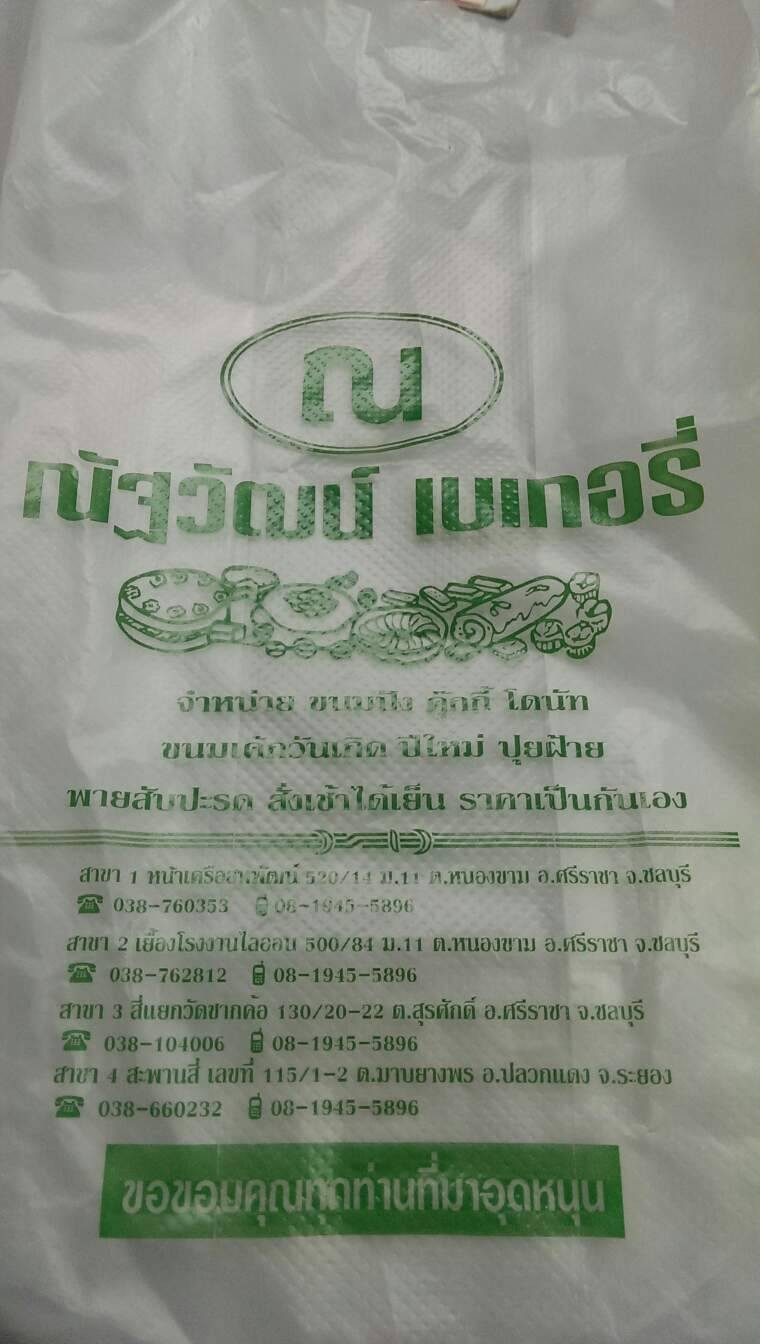 ณ
ณัฐวัฒน์ เบเกอรี่
จำหน่าย ขนมปัง คุ๊กกี้ โดนัท
ขนมเค้กวันเกิด ปีใหม่ ปุยฝ้าย
พายสับปะรด สั่งเช้าได้เย็น ราคาเป็นกันเอง
สาขา 1 หน้าเครือสหพัฒน์ 520/14 ม.11 ต.หนองขาม อ.ศรีราชา จ.ชลบุรี
038-760353 08-1945-5896
สาขา 2 เยื้องโรงงานไลออน 500/84 ม.11 ต.หนองขาม อ.ศรีราชา จ.ชลบุรี
038-762812 08-1945-5896
สาขา 3 สี่แยกวัดซากค้อ 130/20-22 ต.สุรศักดิ์ อ.ศรีราชา จ.ชลบุรี
038-104006 08-1945-5896
สาขา 4 สะพานสี่ เลขที่ 115/1-2 ต.มาบยางพร อ.ปลวกแดง จ.ระยอง
038-660232 08-1945-5896
ขอขอบคุณทุกท่านที่มาอุดหนุน